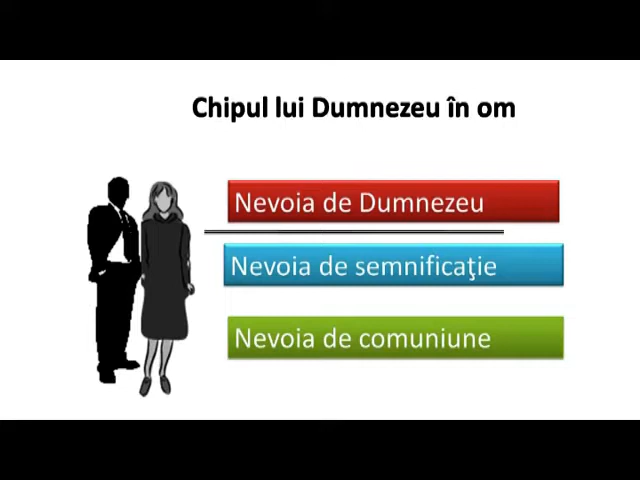 Chipul lui Dumnezeu în om
Nevoia de Dumnezeu
Nevoia de semnificaţie
Nevoia de comuniune